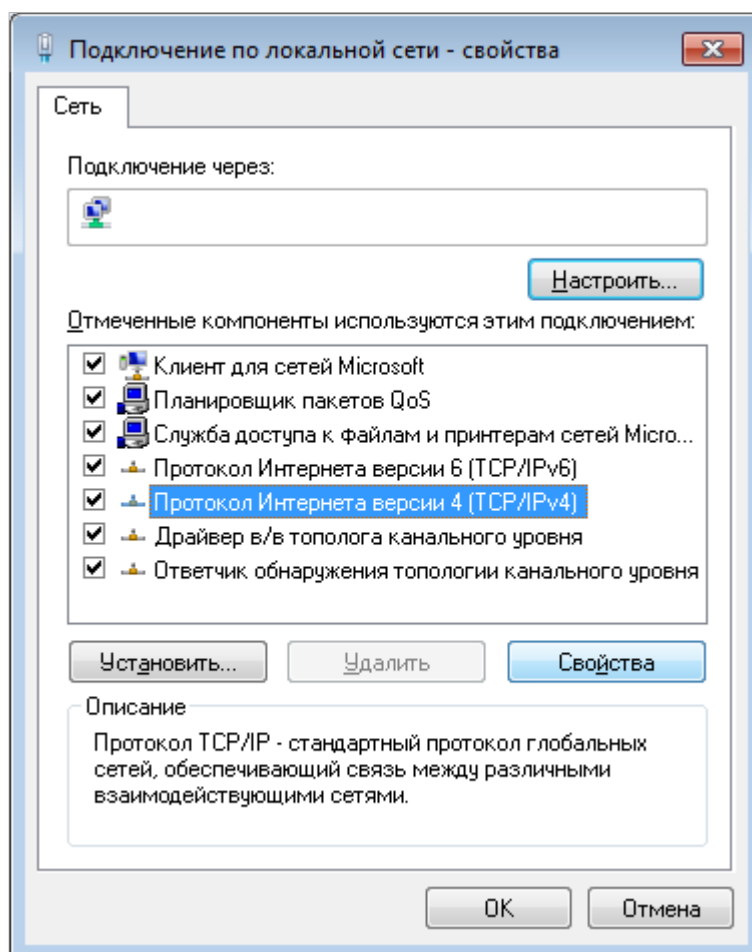 Подключение по локальной сети - свойства
Сеть
Подключение через:
Настроить...
Отмеченные компоненты используются этим подключением:
Клиент для сетей Microsoft
Планировщик пакетов QoS
Служба доступа к файлам и принтерам сетей Micro...
Протокол Интернета версии 6 (TCP/IPv6)
Протокол Интернета версии 4 (TCP/IPv4)
Драйвер в/в тополога канального уровня
Ответчик обнаружения топологии канального уровня
Установить...
Удалить
Свойства
Описание
Протокол TCP/IP - стандартный протокол глобальных
сетей, обеспечивающий связь между различными
взаимодействующими сетями.
OK
Отмена